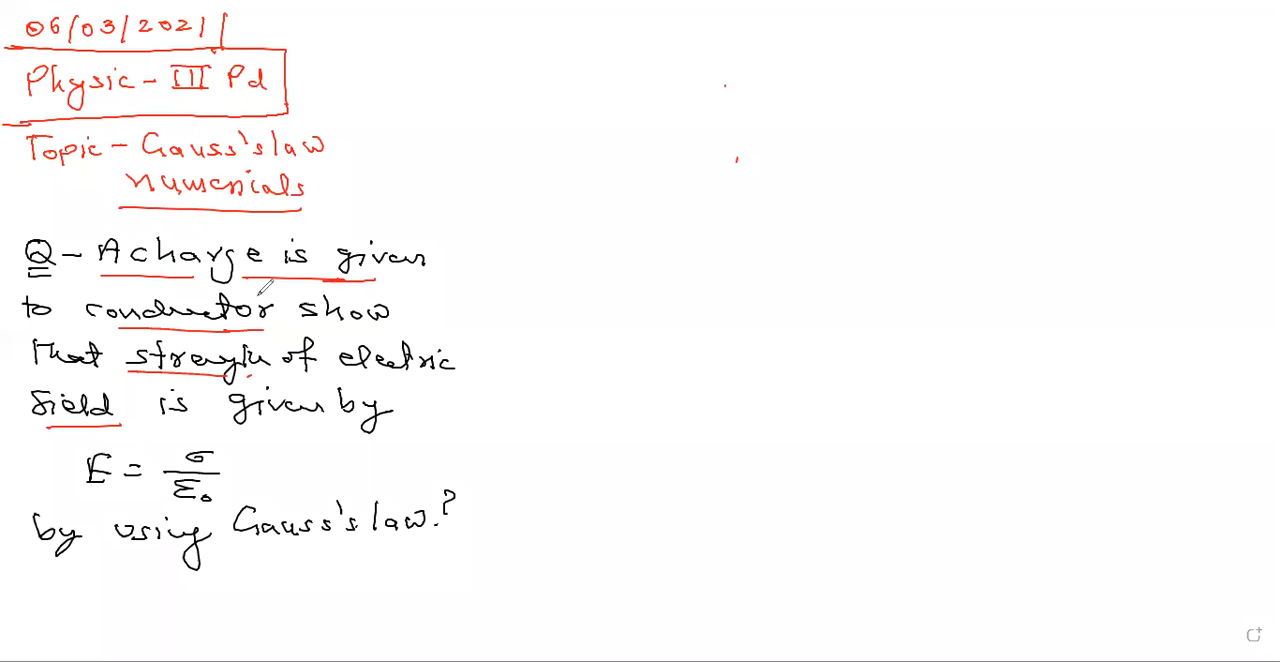 06/03/2021
Physic - III Pd
Topic - Gauss's law
numericals
Q - A charge is given
to conductor show
that strength of electric
field is given by
E = σ/ε₀
by using Gauss's law.?